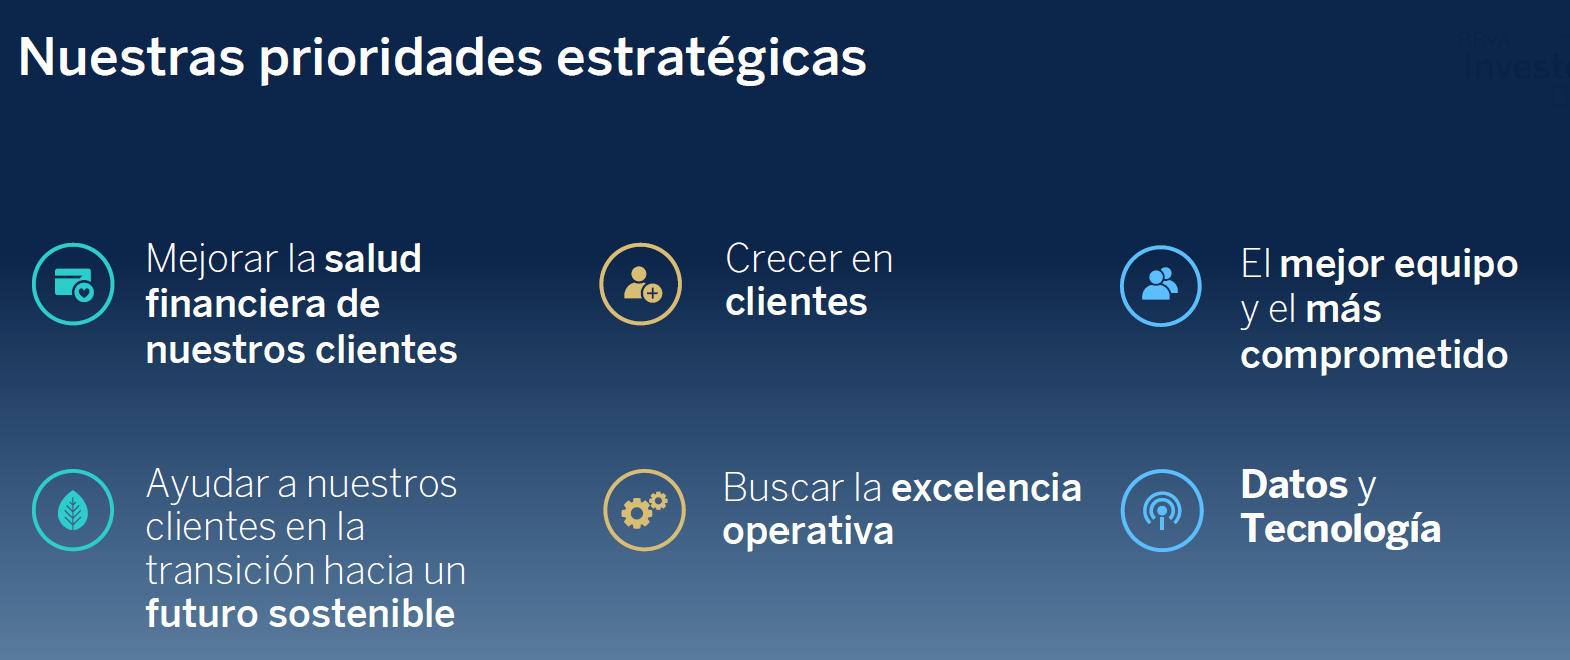 Nuestras prioridades estratégicas
Mejorar la salud
financiera de
nuestros clientes
Crecer en
clientes
El mejor equipo
y el más
comprometido
Ayudar a nuestros
clientes en la
transición hacia un
futuro sostenible
Buscar la excelencia
operativa
Datos y
Tecnología